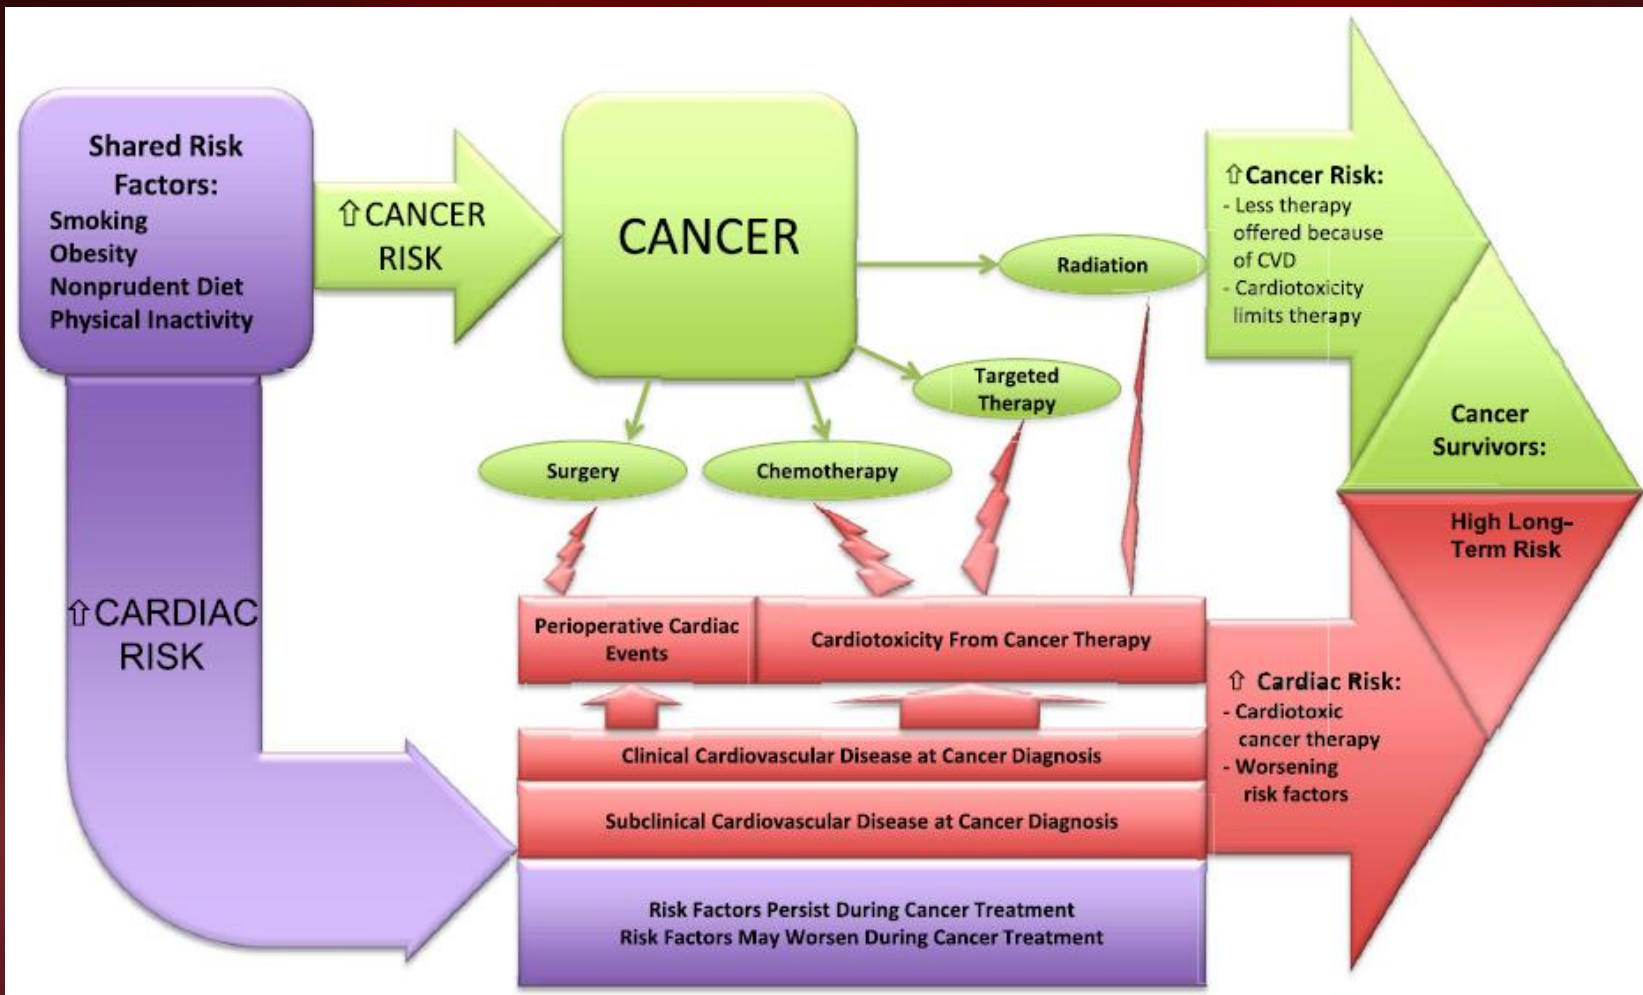 Shared Risk
Factors:
Smoking
Obesity
Nonprudent Diet
Physical Inactivity
⇧CANCER
RISK
CANCER
Radiation
Targeted
Therapy
Surgery
Chemotherapy
⇧Cancer Risk:
- Less therapy
offered because
of CVD
- Cardiotoxicity
limits therapy
Cancer
Survivors:
High Long-
Term Risk
⇧CARDIAC
RISK
Perioperative Cardiac
Events
Cardiotoxicity From Cancer Therapy
Clinical Cardiovascular Disease at Cancer Diagnosis
Subclinical Cardiovascular Disease at Cancer Diagnosis
Risk Factors Persist During Cancer Treatment
Risk Factors May Worsen During Cancer Treatment
⇧ Cardiac Risk:
- Cardiotoxic
cancer therapy
- Worsening
risk factors